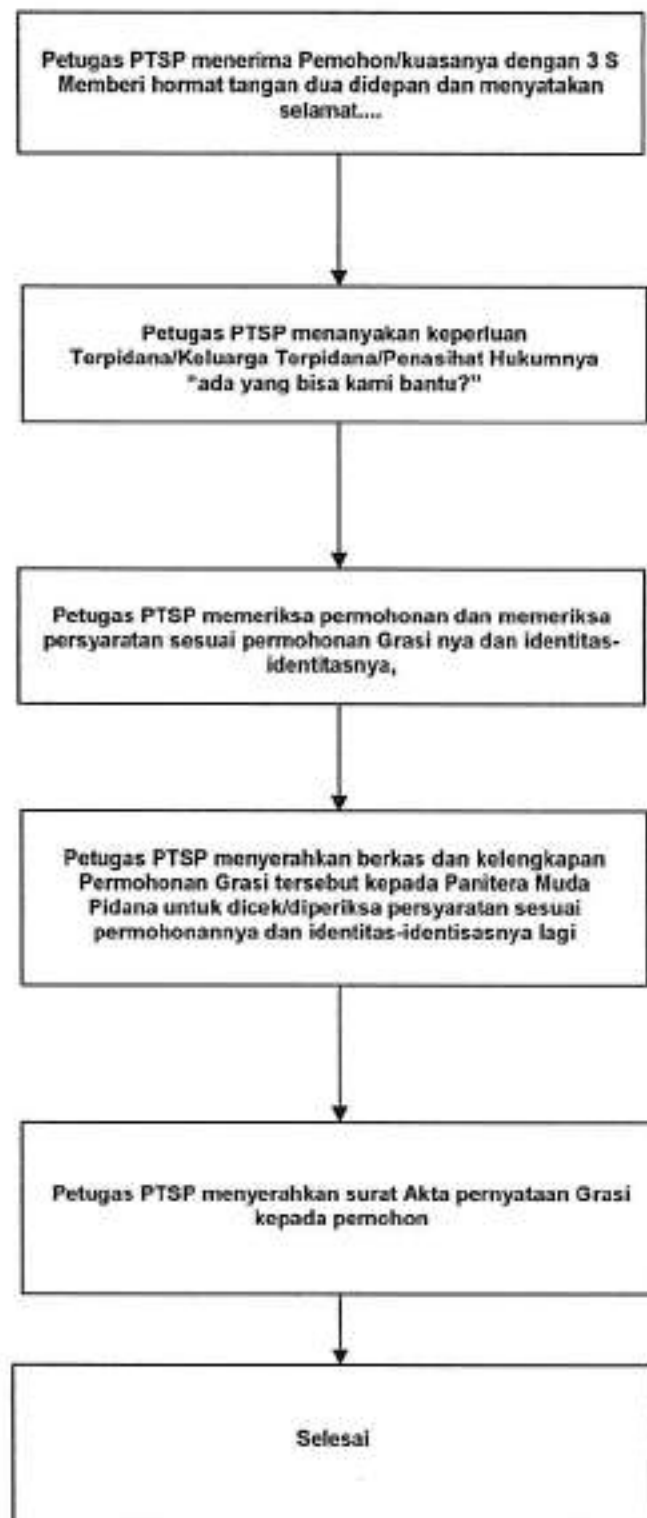 Petugas PTSP menerima Pemohon/kuasanya dengan 3 S
Memberi hormat tangan dua didepan dan menyatakan
selamat....
Petugas PTSP menanyakan keperluan
Terpidana/Keluarga Terpidana/Penasihat Hukumnya
"ada yang bisa kami bantu?"
Petugas PTSP memeriksa permohonan dan memeriksa
persyaratan sesuai permohonan Grasi nya dan identitas-
identitasnya,
Petugas PTSP menyerahkan berkas dan kelengkapan
Permohonan Grasi tersebut kepada Panitera Muda
Pidana untuk dicek/diperiksa persyaratan sesuai
permohonannya dan identitas-identisasnya lagi
Petugas PTSP menyerahkan surat Akta pernyataan Grasi
kepada pemohon
Selesai